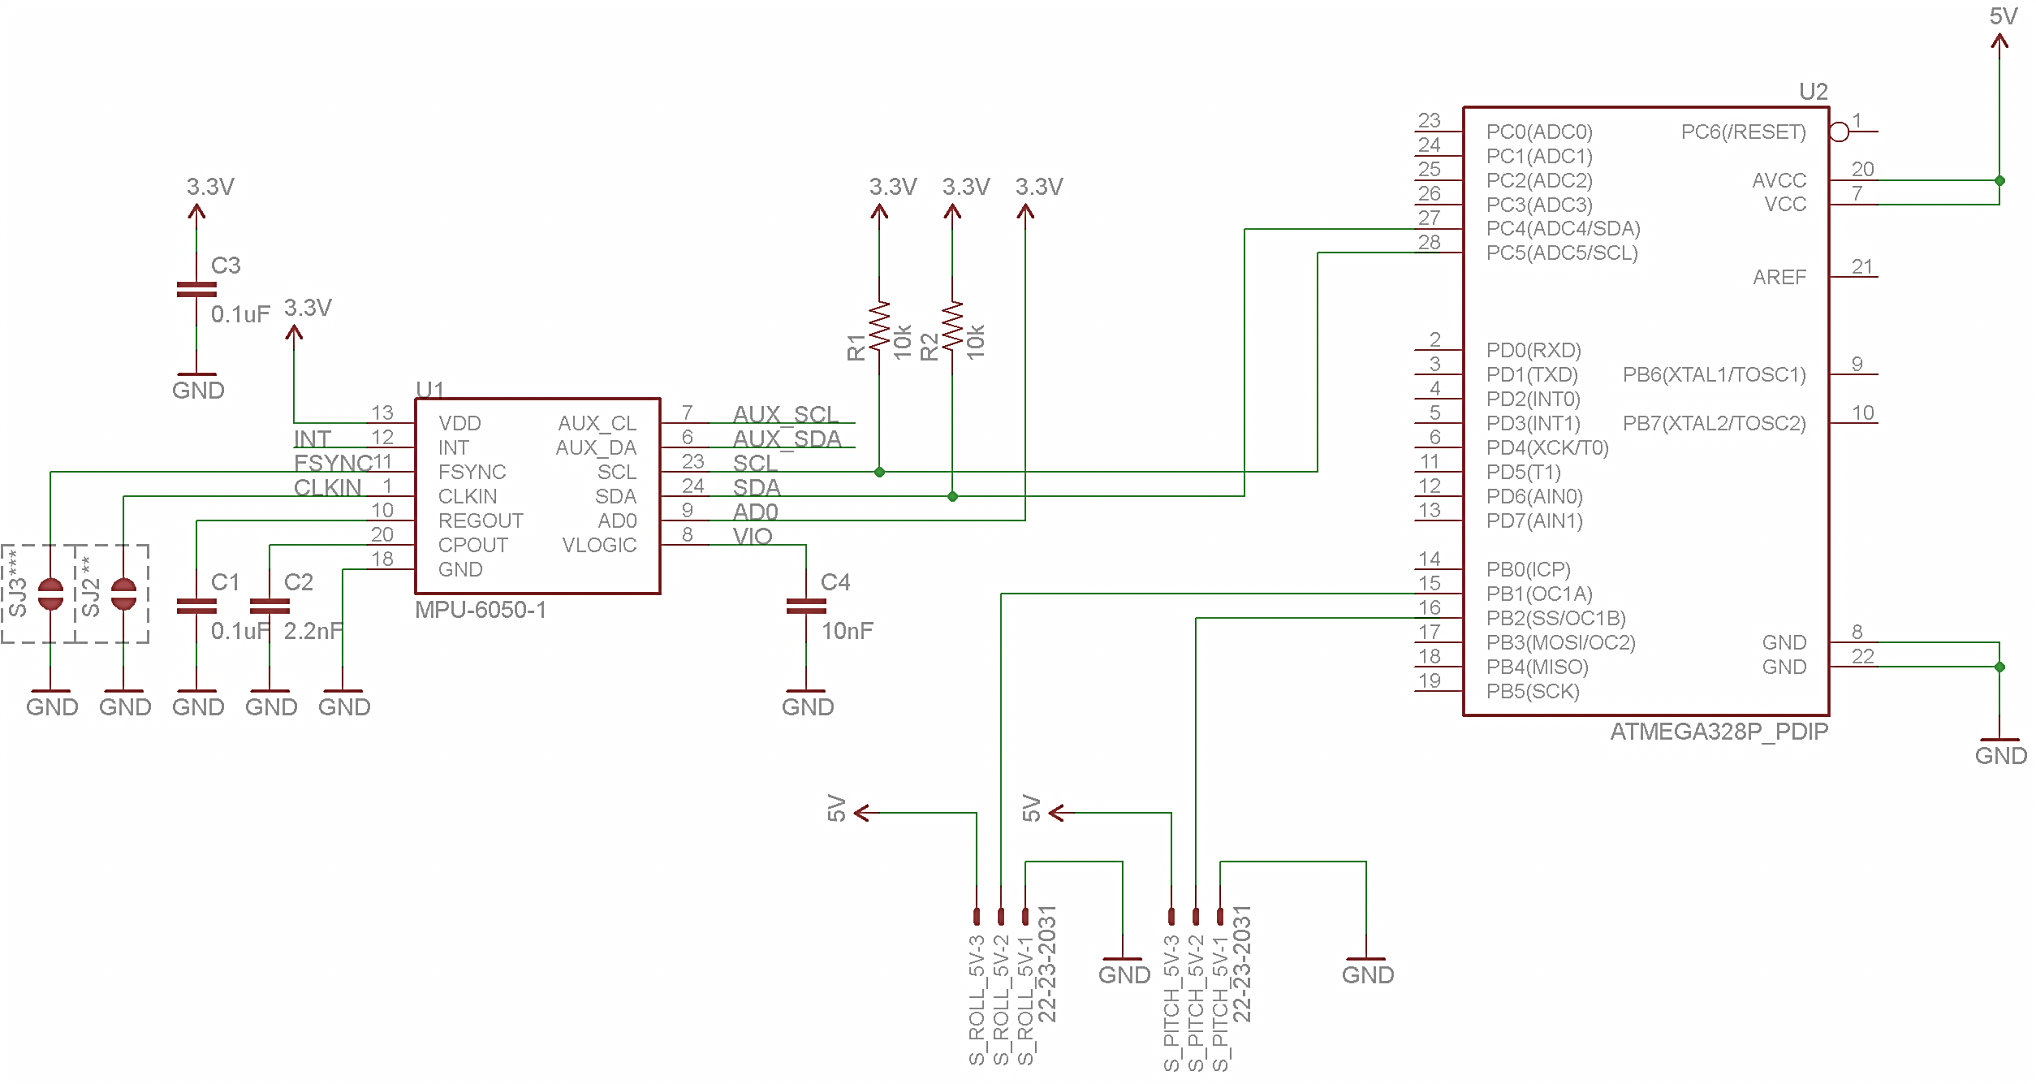 5V
U2
23 PC0(ADC0) PC6(/RESET) 1
24 PC1(ADC1)
25 PC2(ADC2) AVCC 20
26 PC3(ADC3) VCC 7
27 PC4(ADC4/SDA)
28 PC5(ADC5/SCL)
AREF 21
2 PD0(RXD)
3 PD1(TXD) PB6(XTAL1/TOSC1) 9
4 PD2(INT0)
5 PD3(INT1) PB7(XTAL2/TOSC2) 10
6 PD4(XCK/T0)
11 PD5(T1)
12 PD6(AIN0)
13 PD7(AIN1)
14 PB0(ICP)
15 PB1(OC1A)
16 PB2(SS/OC1B)
17 PB3(MOSI/OC2) GND 8
18 PB4(MISO) GND 22
19 PB5(SCK)
ATMEGA328P_PDIP
GND
3.3V
C3
0.1uF
GND
3.3V
3.3V 3.3V 3.3V
R1 10k R2 10k
U1
13 VDD AUX_CL 7 AUX_SCL
INT 12 INT AUX_DA 6 AUX_SDA
FSYNC 11 FSYNC SCL 23 SCL
CLKIN 1 CLKIN SDA 24 SDA
10 REGOUT AD0 9 AD0
20 CPOUT VLOGIC 8 VIO
18 GND
MPU-6050-1
SJ3*** SJ2**
C1 C2 C4
0.1uF 2.2nF 10nF
GND GND GND GND GND GND
5V 5V
S_ROLL_5V-3
S_ROLL_5V-2
S_ROLL_5V-1
22-23-2031
GND
S_PITCH_5V-3
S_PITCH_5V-2
S_PITCH_5V-1
22-23-2031
GND